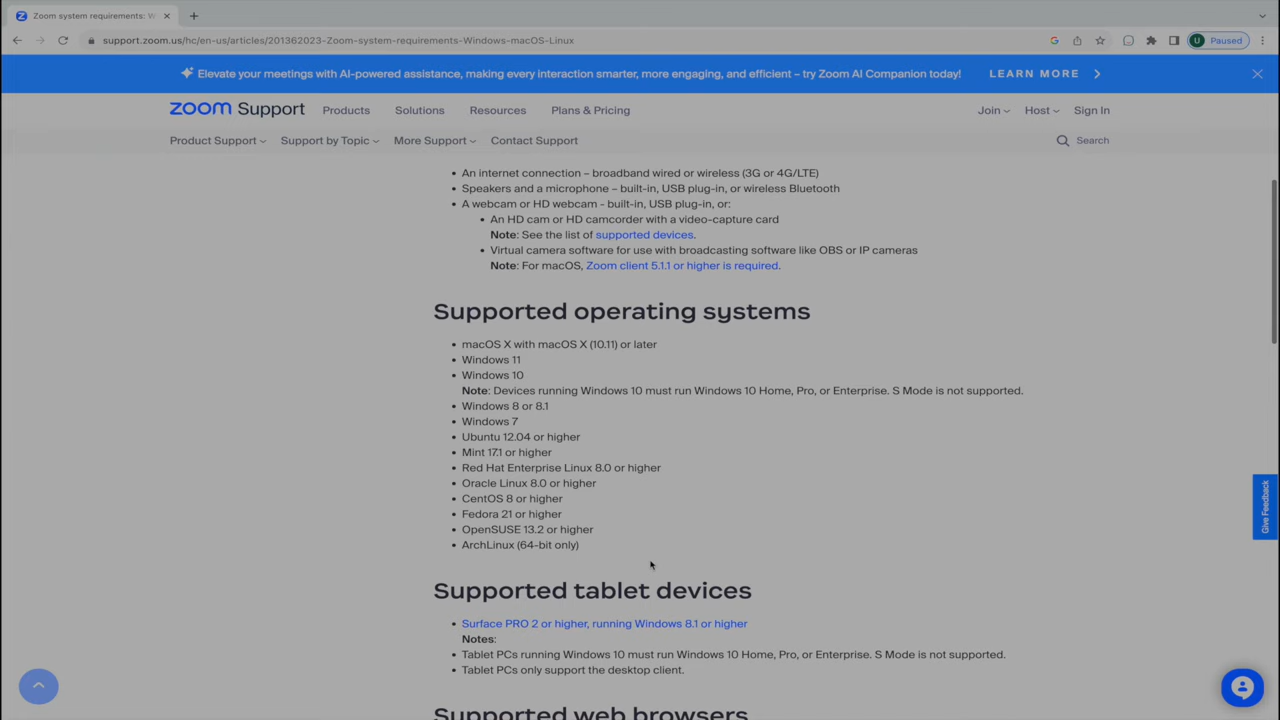 Zoom system requirements: W
support.zoom.us/hc/en-us/articles/201362023-Zoom-system-requirements-Windows-macOS-Linux
U Paused
Elevate your meetings with AI-powered assistance, making every interaction smarter, more engaging, and efficient – try Zoom AI Companion today! LEARN MORE
zoom Support Products Solutions Resources Plans & Pricing Join Host Sign In
Product Support Support by Topic More Support Contact Support Search
• An internet connection – broadband wired or wireless (3G or 4G/LTE)
• Speakers and a microphone – built-in, USB plug-in, or wireless Bluetooth
• A webcam or HD webcam - built-in, USB plug-in, or:
• An HD cam or HD camcorder with a video-capture card
Note: See the list of supported devices.
• Virtual camera software for use with broadcasting software like OBS or IP cameras
Note: For macOS, Zoom client 5.1.1 or higher is required.
Supported operating systems
• macOS X with macOS X (10.11) or later
• Windows 11
• Windows 10
Note: Devices running Windows 10 must run Windows 10 Home, Pro, or Enterprise. S Mode is not supported.
• Windows 8 or 8.1
• Windows 7
• Ubuntu 12.04 or higher
• Mint 17.1 or higher
• Red Hat Enterprise Linux 8.0 or higher
• Oracle Linux 8.0 or higher
• CentOS 8 or higher
• Fedora 21 or higher
• OpenSUSE 13.2 or higher
• ArchLinux (64-bit only)
Give Feedback
Supported tablet devices
• Surface PRO 2 or higher, running Windows 8.1 or higher
Notes:
• Tablet PCs running Windows 10 must run Windows 10 Home, Pro, or Enterprise. S Mode is not supported.
• Tablet PCs only support the desktop client.
Supported web browsers